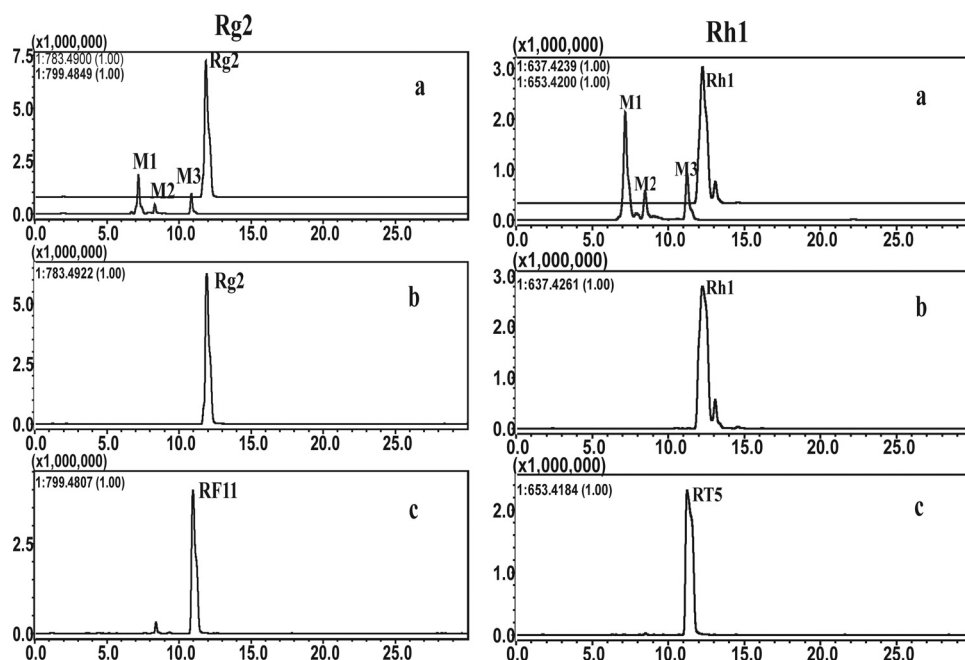 Rg2
(x1,000,000)
7.5
1:783.4900 (1.00)
1:799.4849 (1.00)
Rg2
a
5.0
2.5
M1
M2
M3
0.0
0.0 5.0 10.0 15.0 20.0 25.0
(x1,000,000)
1:783.4922 (1.00)
Rg2
b
5.0
2.5
0.0
0.0 5.0 10.0 15.0 20.0 25.0
(x1,000,000)
1:799.4807 (1.00)
RF11
c
2.5
0.0
0.0 5.0 10.0 15.0 20.0 25.0
Rh1
(x1,000,000)
3.0
1:637.4239 (1.00)
1:653.4200 (1.00)
Rh1
a
2.0
M1
1.0
M2
M3
0.0
0.0 5.0 10.0 15.0 20.0 25.0
(x1,000,000)
3.0
1:637.4261 (1.00)
Rh1
b
2.0
1.0
0.0
0.0 5.0 10.0 15.0 20.0 25.0
(x1,000,000)
1:653.4184 (1.00)
RT5
c
2.0
1.0
0.0
0.0 5.0 10.0 15.0 20.0 25.0